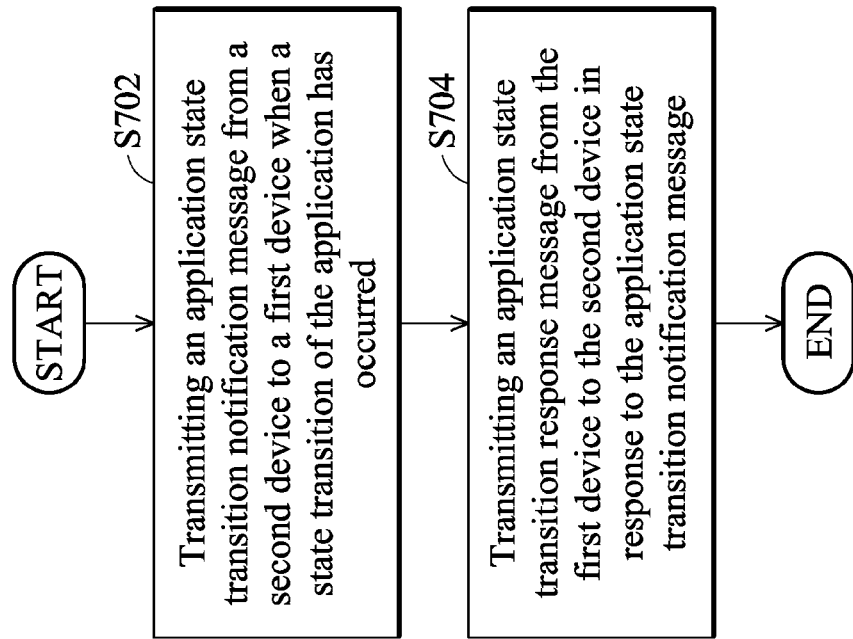 START
S702
Transmitting an application state
transition notification message from a
second device to a first device when a
state transition of the application has
occurred
S704
Transmitting an application state
transition response message from the
first device to the second device in
response to the application state
transition notification message
END